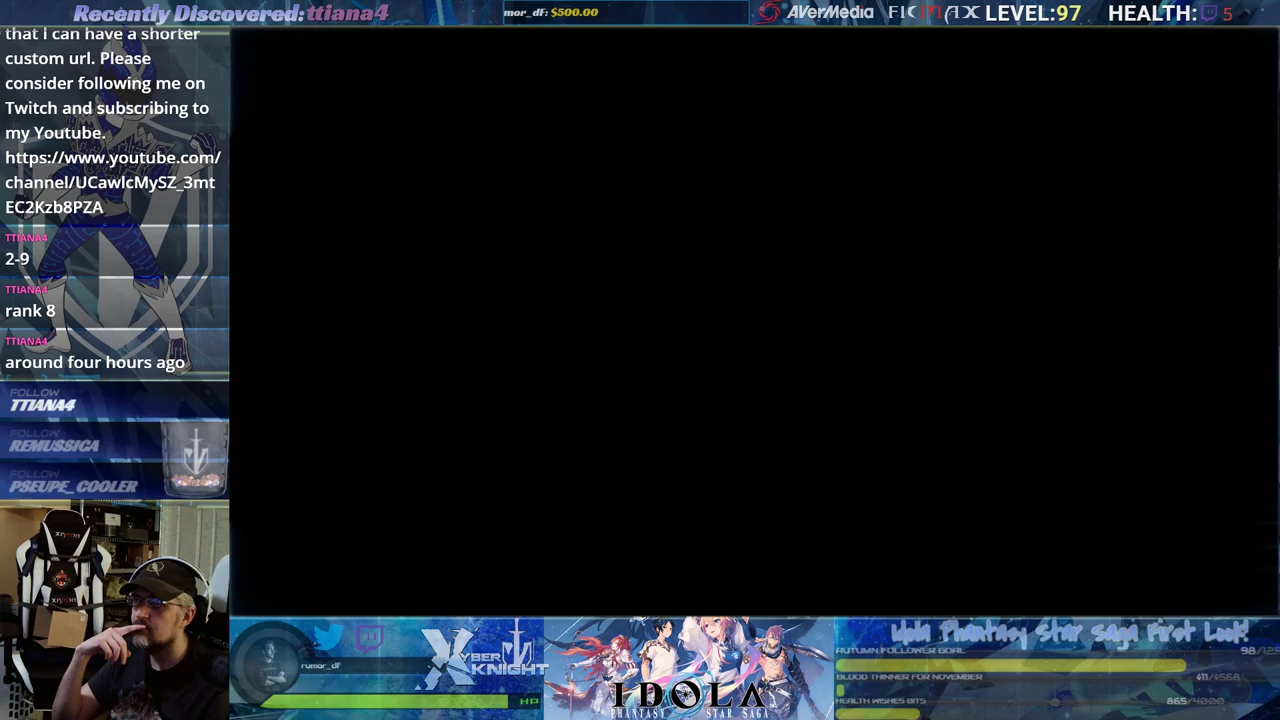 Recently Discovered: ttiana4
mor_df: $500.00
AVerMedia
LEVEL:97
HEALTH: 5
that I can have a shorter
custom url. Please
consider following me on
Twitch and subscribing to
my Youtube.
https://www.youtube.com/
channel/UCawlcMySZ_3mt
EC2Kzb8PZA
TTIANA4
2-9
TTIANA4
rank 8
TTIANA4
around four hours ago
FOLLOW
TTIANA4
FOLLOW
REMUSSICA
FOLLOW
PSEUPE_COOLER
rumor_df
XYBER
KNIGHT
HP
IDOLA
PHANTASY STAR SAGA
Idola Phantasy Star Saga First Look!
AUTUMN FOLLOWER GOAL
BLOOD THINNER FOR NOVEMBER
HEALTH WISHES BITS
865/4000